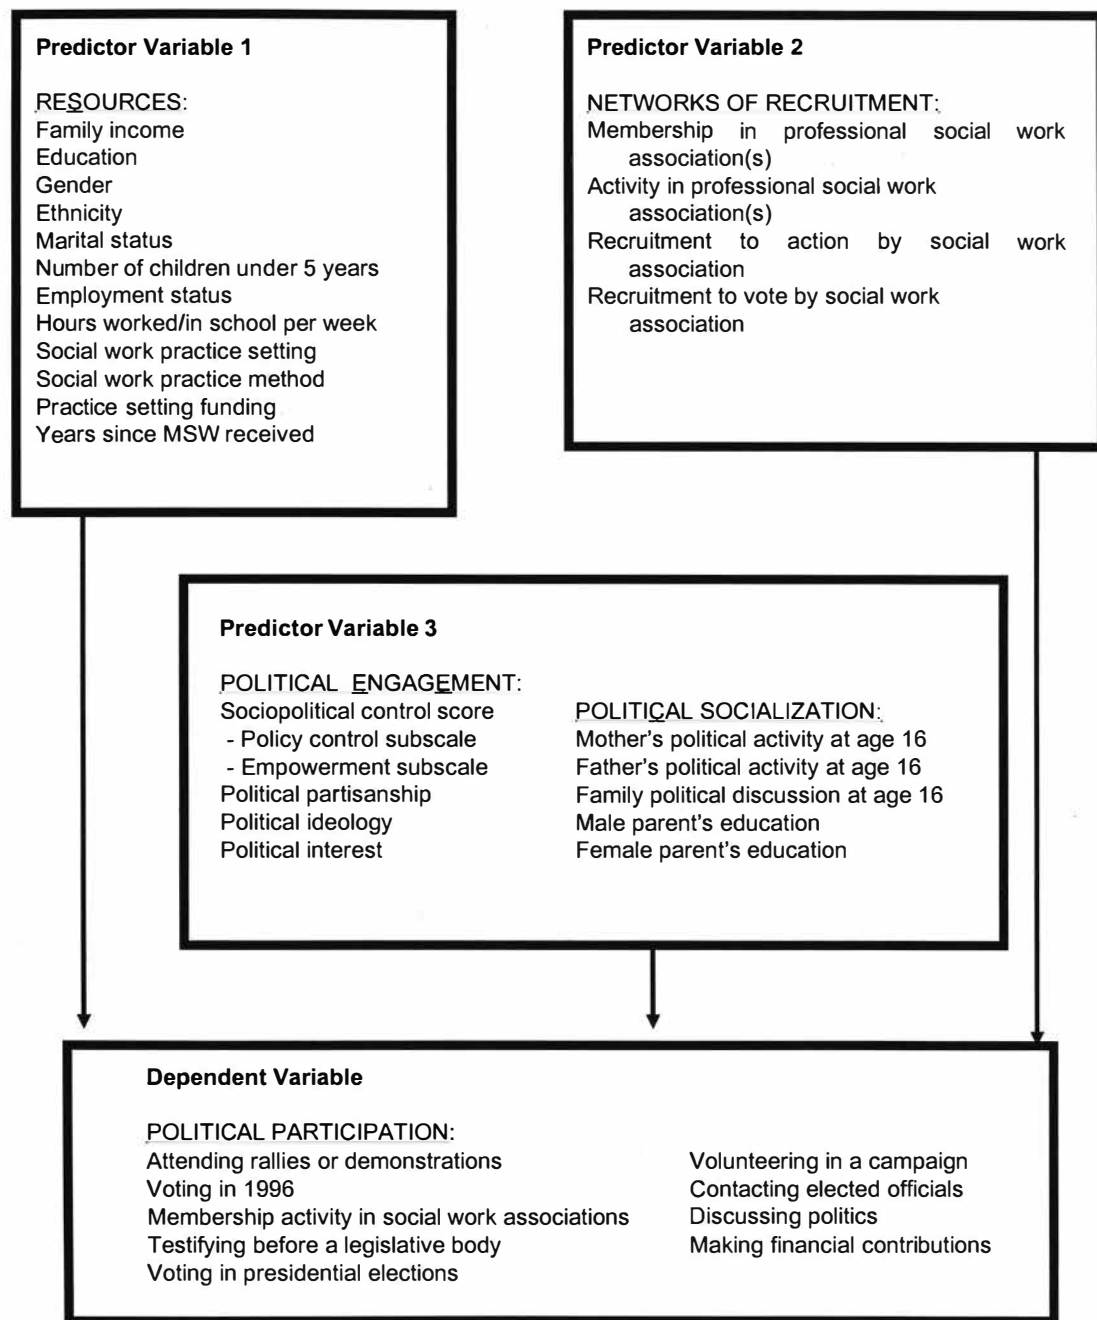 Predictor Variable 1
RESOURCES:
Family income
Education
Gender
Ethnicity
Marital status
Number of children under 5 years
Employment status
Hours worked/in school per week
Social work practice setting
Social work practice method
Practice setting funding
Years since MSW received
Predictor Variable 2
NETWORKS OF RECRUITMENT:
Membership in professional social work
association(s)
Activity in professional social work
association(s)
Recruitment to action by social work
association
Recruitment to vote by social work
association
Predictor Variable 3
POLITICAL ENGAGEMENT:
Sociopolitical control score
- Policy control subscale
- Empowerment subscale
Political partisanship
Political ideology
Political interest
POLITICAL SOCIALIZATION:
Mother's political activity at age 16
Father's political activity at age 16
Family political discussion at age 16
Male parent's education
Female parent's education
Dependent Variable
POLITICAL PARTICIPATION:
Attending rallies or demonstrations
Voting in 1996
Membership activity in social work associations
Testifying before a legislative body
Voting in presidential elections
Volunteering in a campaign
Contacting elected officials
Discussing politics
Making financial contributions